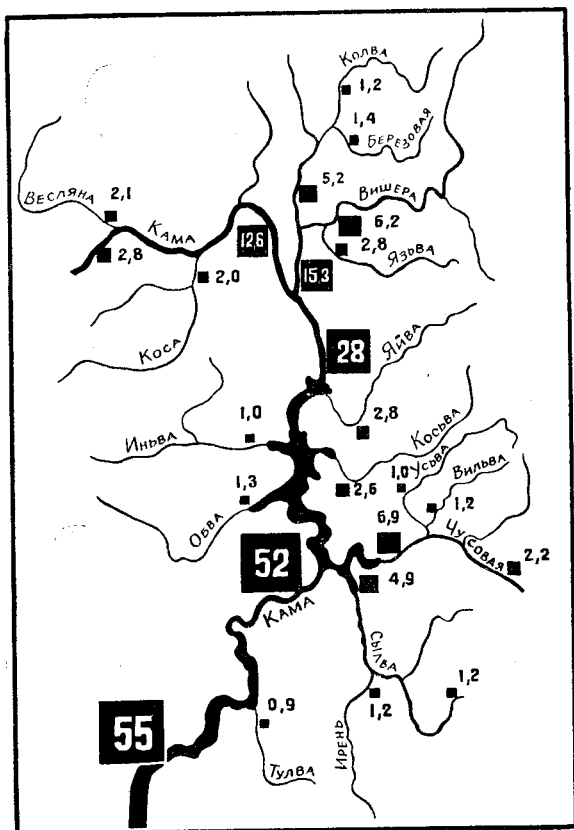 Колва
1,2
1,4
Березовая
5,2
Вишера
6,2
2,8
Язьва
Весляна
2,1
Кама
2,8
2,0
12,6
15,3
Коса
28
Яйва
2,8
Иньва
1,0
Косьва
Усьва
1,0
Вильва
1,2
2,6
1,3
Обва
6,9
Чусовая
2,2
52
4,9
Кама
Сылва
1,2
1,2
Ирень
55
0,9
Тулва